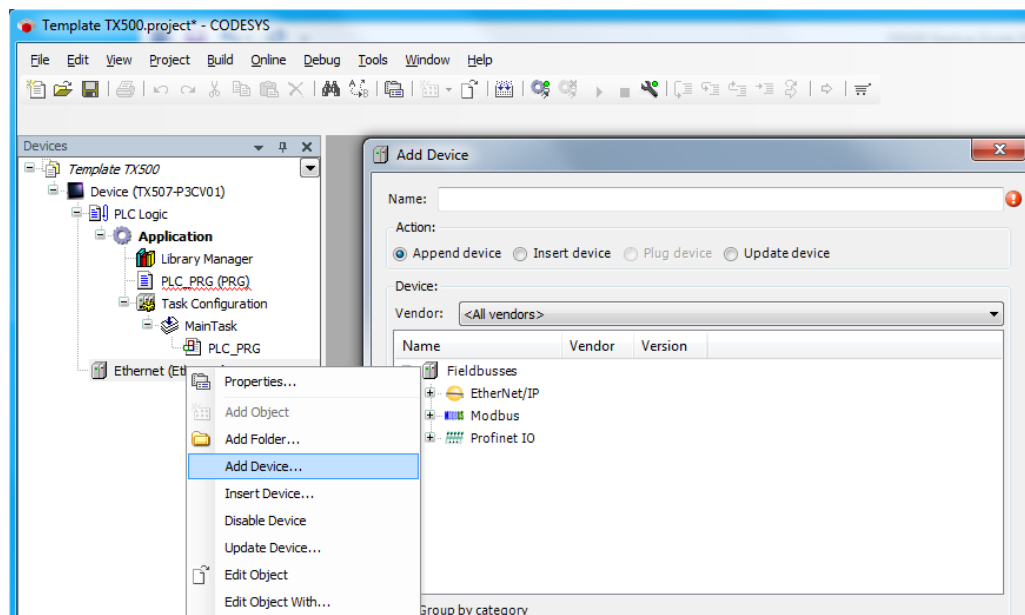 Template TX500.project* - CODESYS
File Edit View Project Build Online Debug Tools Window Help
Devices
Template TX500
Device (TX507-P3CV01)
PLC Logic
Application
Library Manager
PLC_PRG (PRG)
Task Configuration
MainTask
PLC_PRG
Ethernet (Et
Properties...
Add Object
Add Folder...
Add Device...
Insert Device...
Disable Device
Update Device...
Edit Object
Edit Object With...
Add Device
Name:
Action:
Append device Insert device Plug device Update device
Device:
Vendor: <All vendors>
Name Vendor Version
Fieldbusses
EtherNet/IP
Modbus
Profinet IO
Group by category